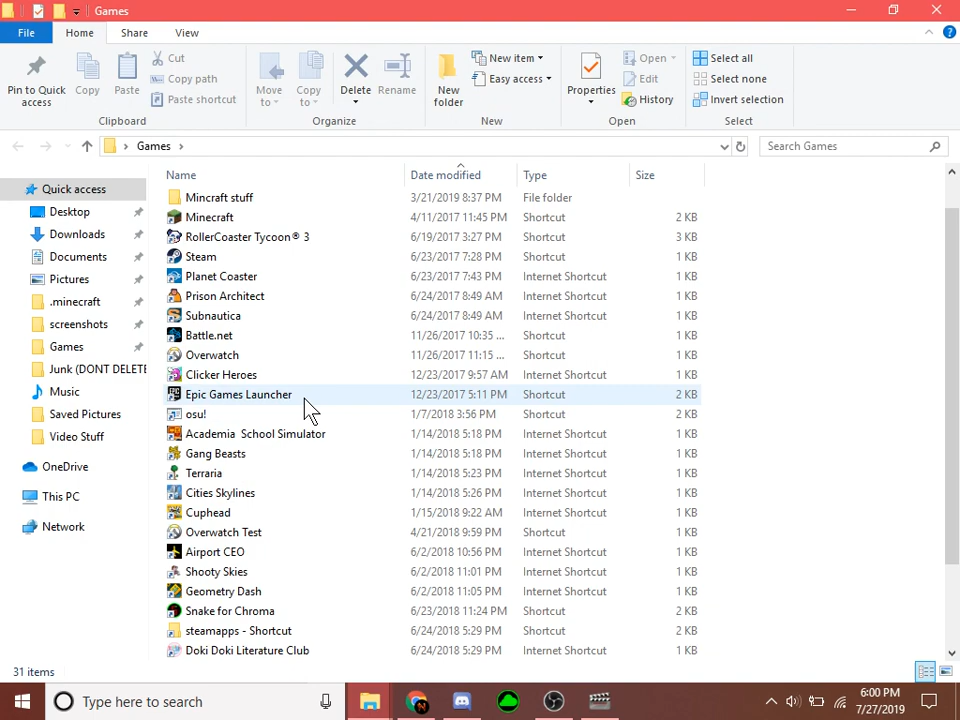 Games
File Home Share View
Pin to Quick access
Copy
Paste
Cut
Copy path
Paste shortcut
Clipboard
Move to
Copy to
Delete
Rename
Organize
New folder
New item
Easy access
New
Properties
Open
Edit
History
Open
Select all
Select none
Invert selection
Select
Games
Search Games
Quick access
Desktop
Downloads
Documents
Pictures
.minecraft
screenshots
Games
Junk (DONT DELETE
Music
Saved Pictures
Video Stuff
OneDrive
This PC
Network
Name Date modified Type Size
Mincraft stuff 3/21/2019 8:37 PM File folder
Minecraft 4/11/2017 11:45 PM Shortcut 2 KB
RollerCoaster Tycoon® 3 6/19/2017 3:27 PM Shortcut 3 KB
Steam 6/23/2017 7:28 PM Shortcut 1 KB
Planet Coaster 6/23/2017 7:43 PM Internet Shortcut 1 KB
Prison Architect 6/24/2017 8:49 AM Internet Shortcut 1 KB
Subnautica 6/24/2017 8:49 AM Internet Shortcut 1 KB
Battle.net 11/26/2017 10:35 ... Shortcut 1 KB
Overwatch 11/26/2017 11:15 ... Shortcut 1 KB
Clicker Heroes 12/23/2017 9:57 AM Internet Shortcut 1 KB
Epic Games Launcher 12/23/2017 5:11 PM Shortcut 2 KB
osu! 1/7/2018 3:56 PM Shortcut 2 KB
Academia School Simulator 1/14/2018 5:18 PM Internet Shortcut 1 KB
Gang Beasts 1/14/2018 5:18 PM Internet Shortcut 1 KB
Terraria 1/14/2018 5:23 PM Internet Shortcut 1 KB
Cities Skylines 1/14/2018 5:26 PM Internet Shortcut 1 KB
Cuphead 1/15/2018 9:22 AM Internet Shortcut 1 KB
Overwatch Test 4/21/2018 9:59 PM Shortcut 1 KB
Airport CEO 6/2/2018 10:56 PM Internet Shortcut 1 KB
Shooty Skies 6/2/2018 11:01 PM Internet Shortcut 1 KB
Geometry Dash 6/2/2018 11:05 PM Internet Shortcut 1 KB
Snake for Chroma 6/23/2018 11:24 PM Shortcut 2 KB
steamapps - Shortcut 6/24/2018 5:29 PM Shortcut 2 KB
Doki Doki Literature Club 6/24/2018 5:29 PM Internet Shortcut 1 KB
31 items
Type here to search
6:00 PM
7/27/2019